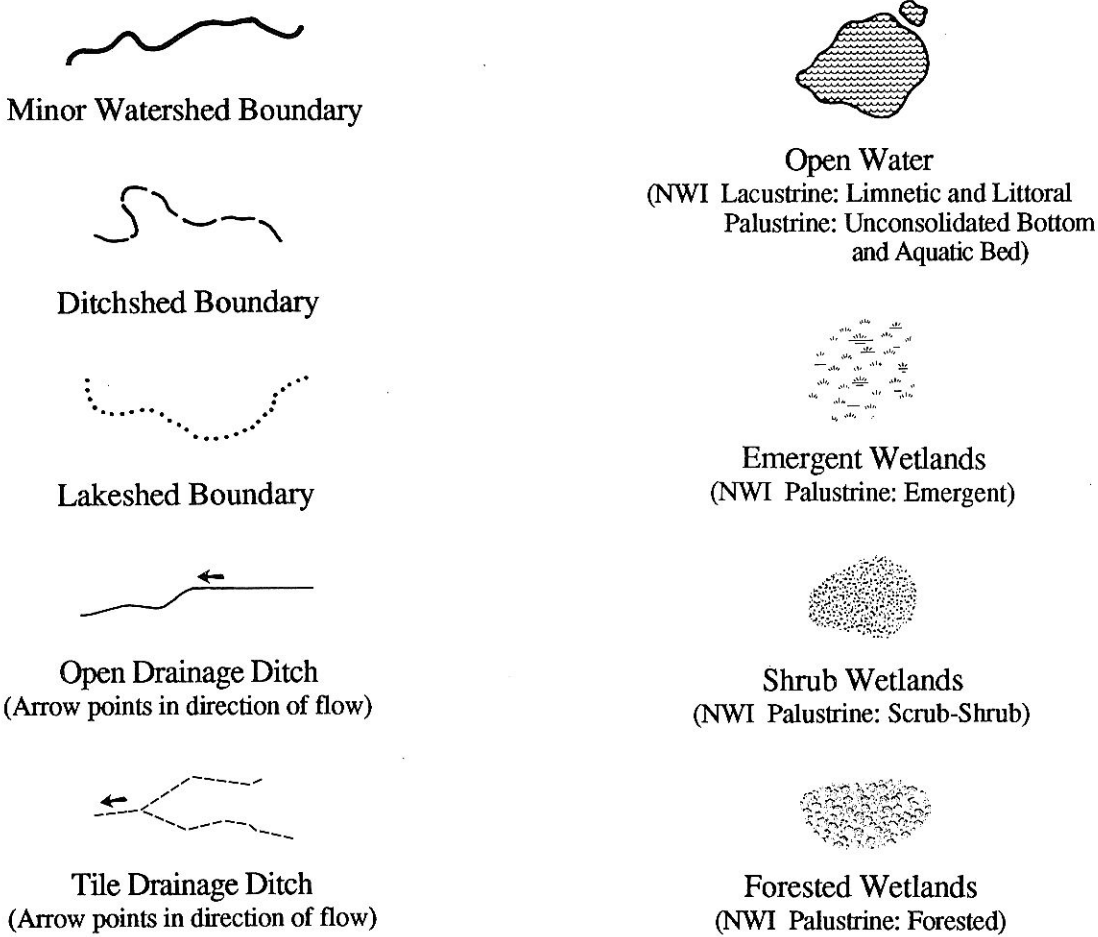 Minor Watershed Boundary
Ditchshed Boundary
Lakeshed Boundary
Open Drainage Ditch
(Arrow points in direction of flow)
Tile Drainage Ditch
(Arrow points in direction of flow)
Open Water
(NWI Lacustrine: Limnetic and Littoral
Palustrine: Unconsolidated Bottom
and Aquatic Bed)
Emergent Wetlands
(NWI Palustrine: Emergent)
Shrub Wetlands
(NWI Palustrine: Scrub-Shrub)
Forested Wetlands
(NWI Palustrine: Forested)